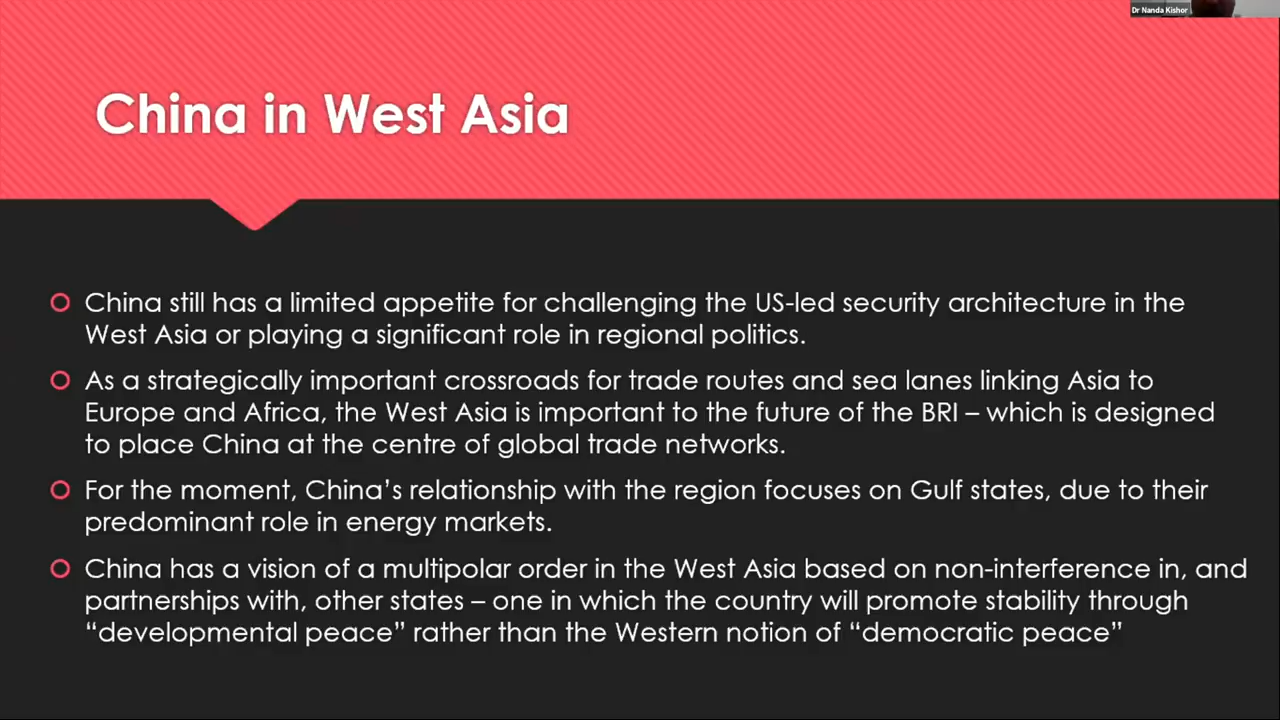 Dr Nanda Kishor
China in West Asia
China still has a limited appetite for challenging the US-led security architecture in the
West Asia or playing a significant role in regional politics.
As a strategically important crossroads for trade routes and sea lanes linking Asia to
Europe and Africa, the West Asia is important to the future of the BRI – which is designed
to place China at the centre of global trade networks.
For the moment, China’s relationship with the region focuses on Gulf states, due to their
predominant role in energy markets.
China has a vision of a multipolar order in the West Asia based on non-interference in, and
partnerships with, other states – one in which the country will promote stability through
“developmental peace” rather than the Western notion of “democratic peace”